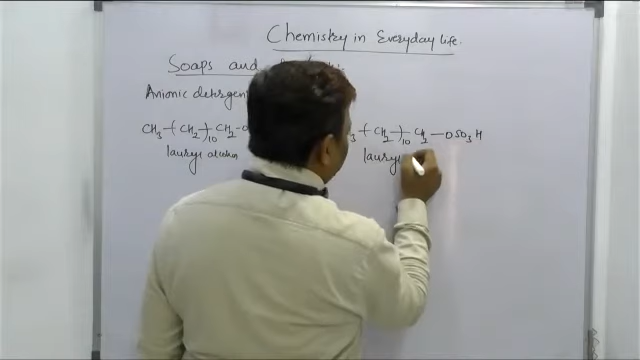 Chemistry in Everyday life.
Soaps and
Anionic deterg
CH3 -( CH2 )10 CH2 - O 3 -( CH2 )10 CH2 - OSO3H
lauryl alcohol laury